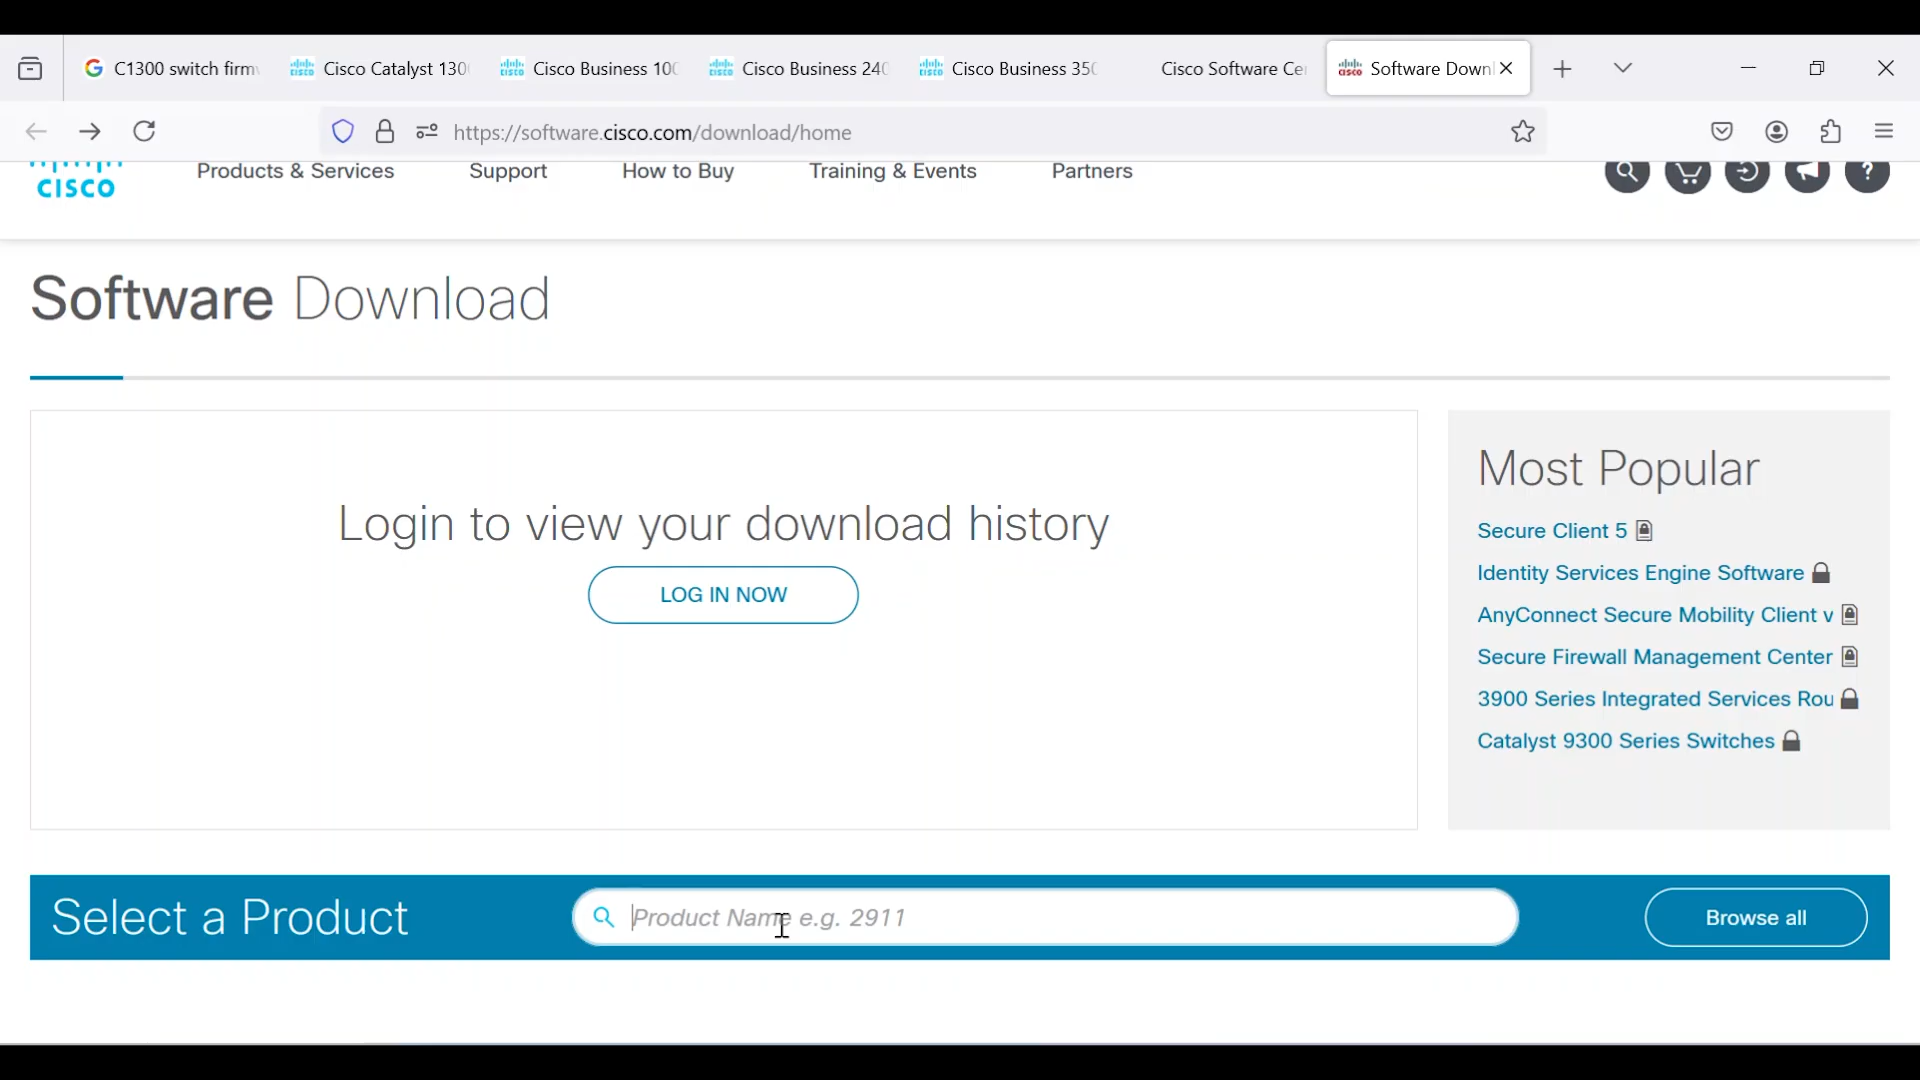 C1300 switch firm
Cisco Catalyst 130
Cisco Business 10
Cisco Business 24
Cisco Business 35
Cisco Software Ce
Software Down
https://software.cisco.com/download/home
CISCO
Products & Services
Support
How to Buy
Training & Events
Partners
?
Software Download
Login to view your download history
LOG IN NOW
Most Popular
Secure Client 5
Identity Services Engine Software
AnyConnect Secure Mobility Client v
Secure Firewall Management Center
3900 Series Integrated Services Rou
Catalyst 9300 Series Switches
Select a Product
Product Name e.g. 2911
Browse all